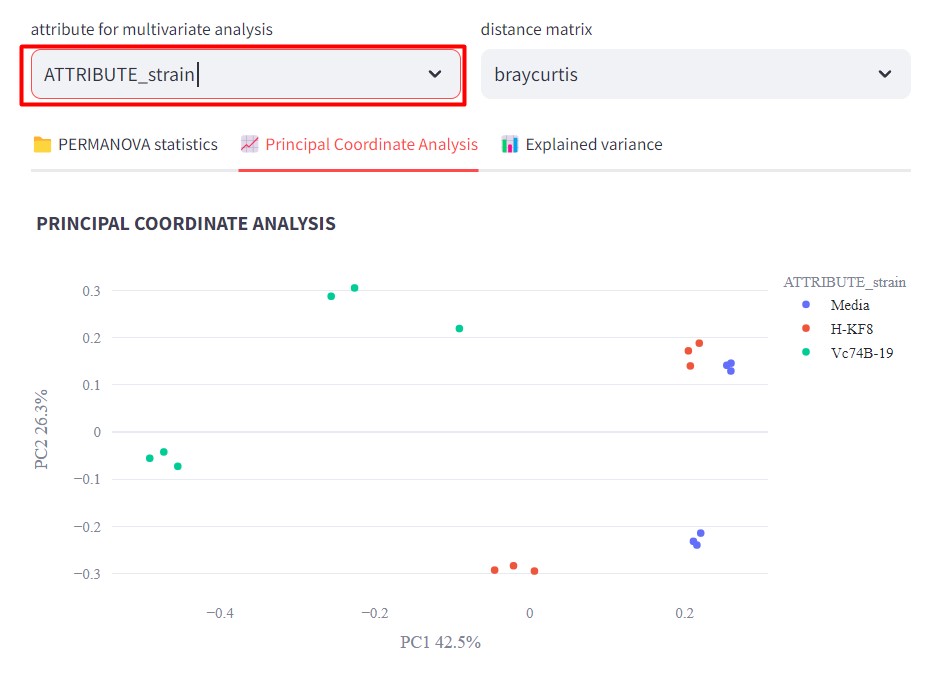 attribute for multivariate analysis
distance matrix
ATTRIBUTE_strain
braycurtis
PERMANOVA statistics
Principal Coordinate Analysis
Explained variance
PRINCIPAL COORDINATE ANALYSIS
ATTRIBUTE_strain
Media
H-KF8
Vc74B-19
0.3
0.2
0.1
0
−0.1
−0.2
−0.3
PC2 26.3%
−0.4
−0.2
0
0.2
PC1 42.5%